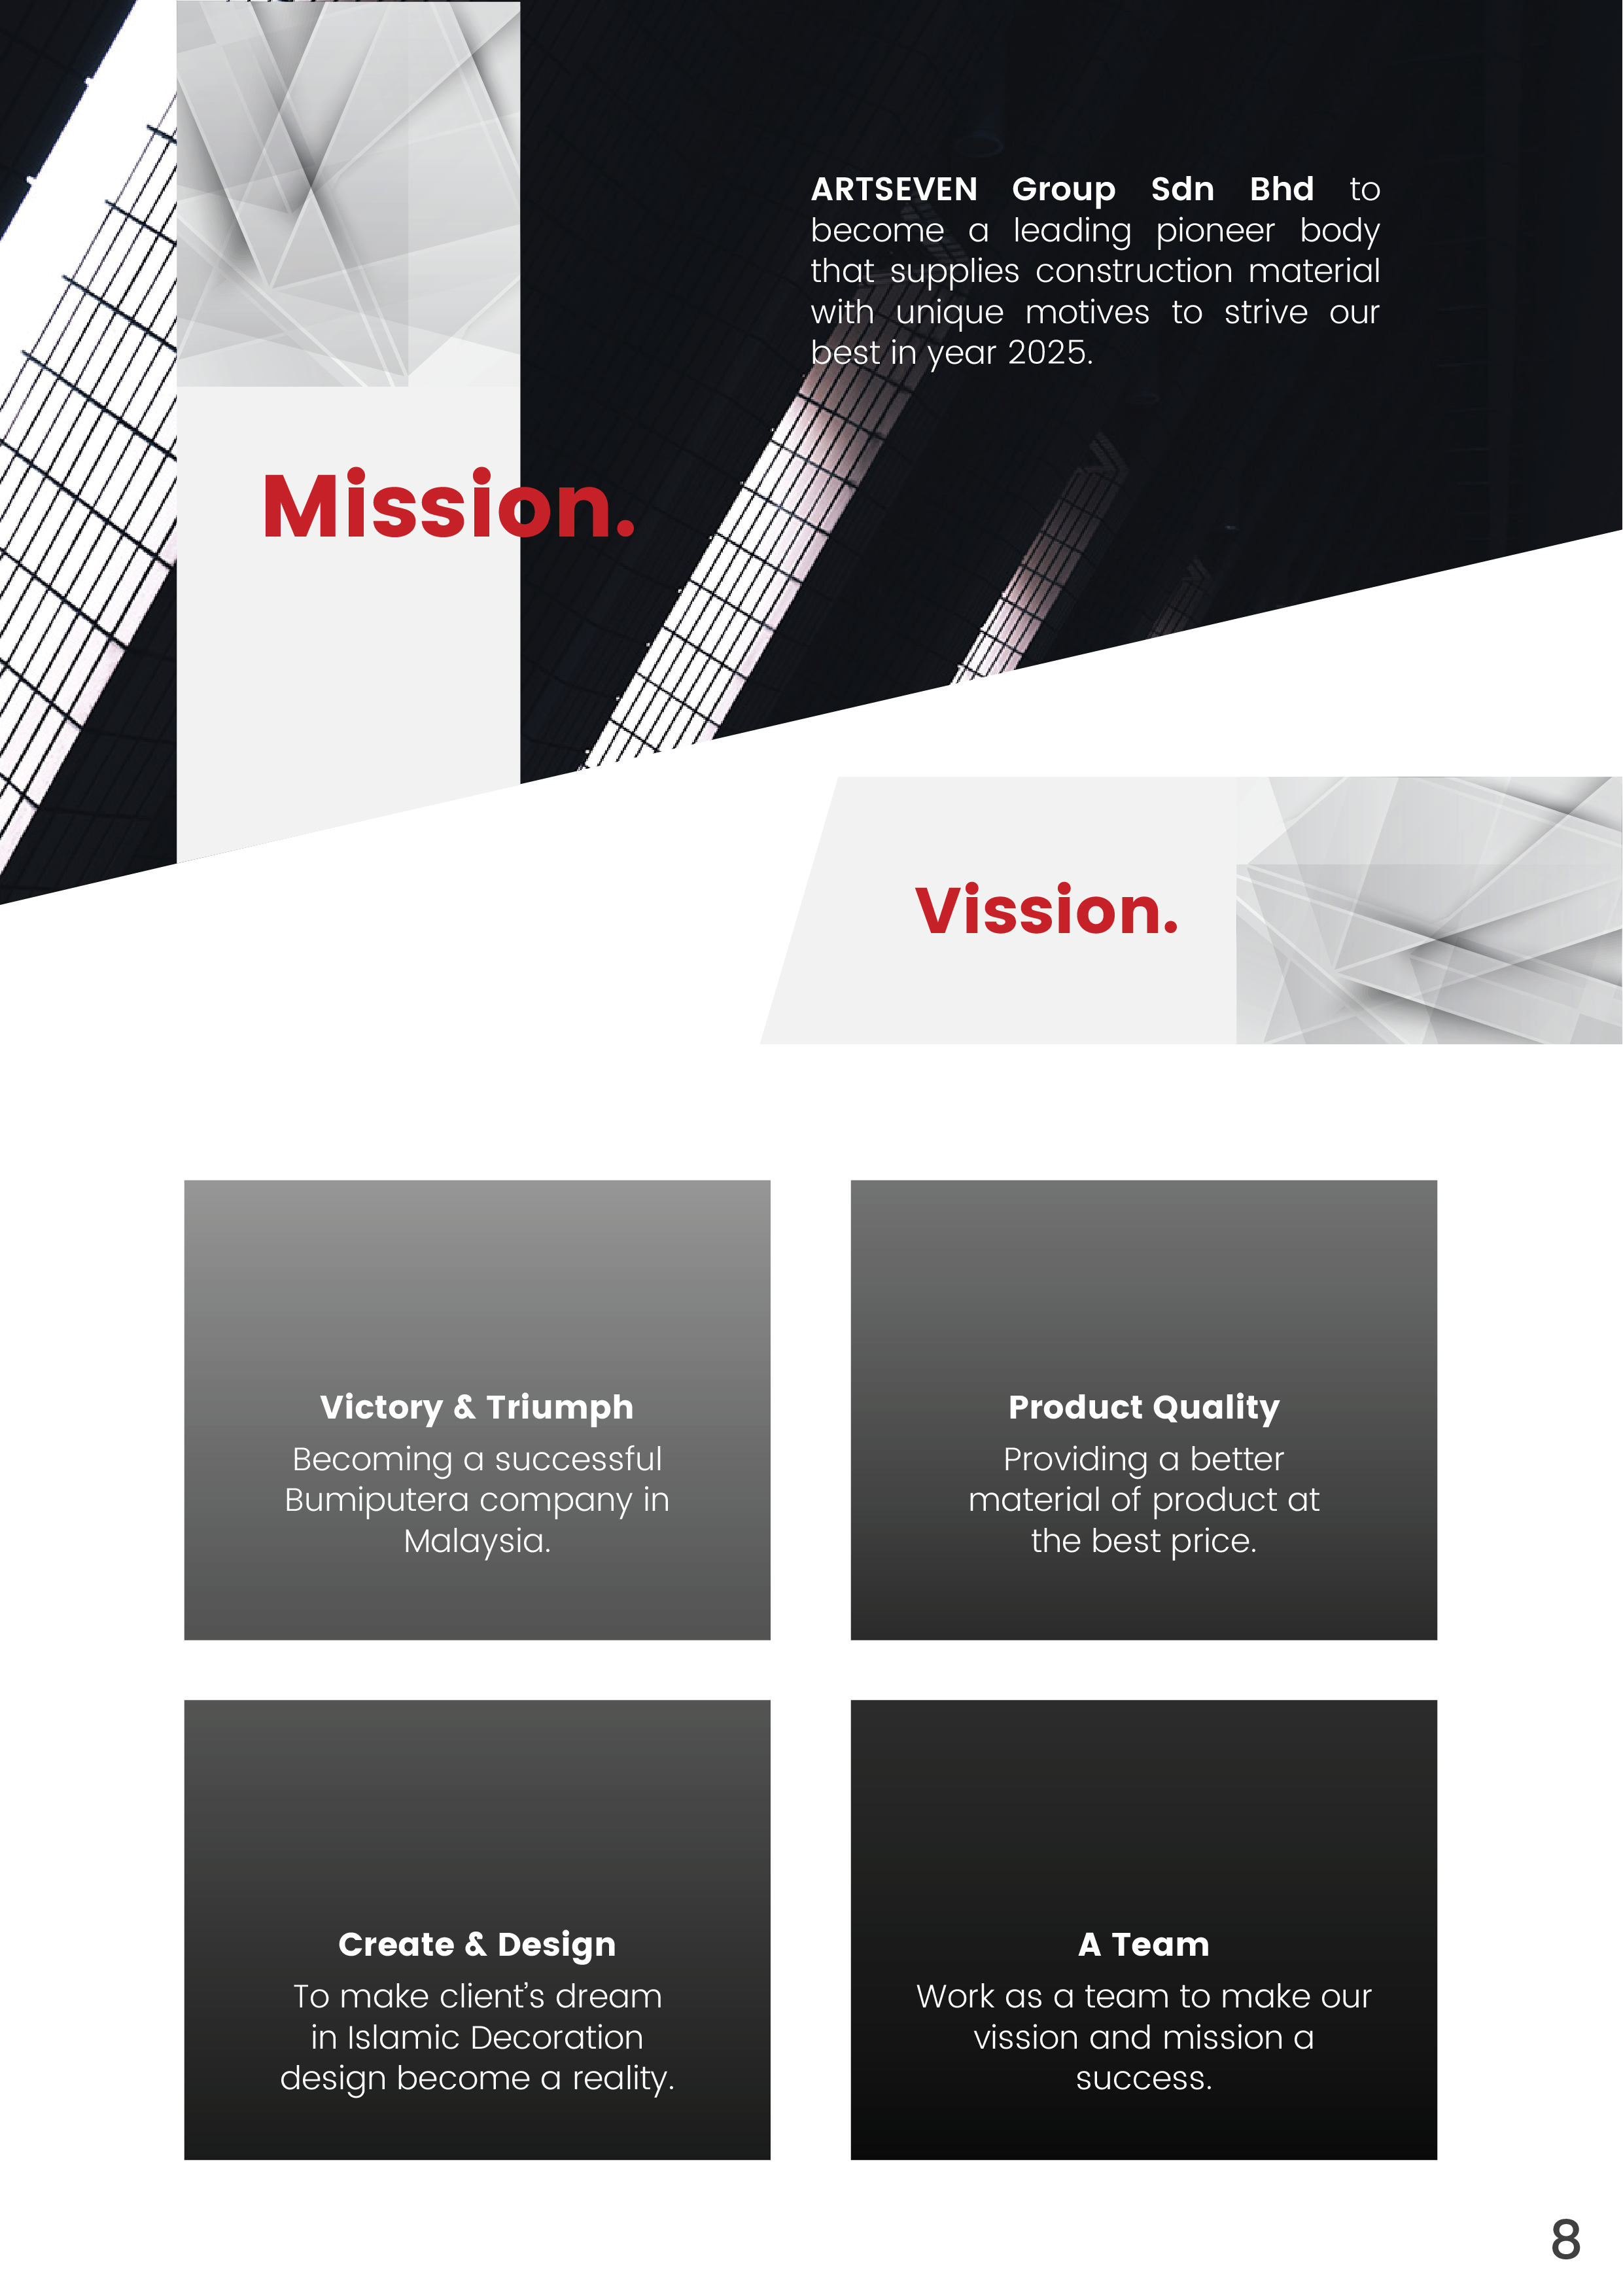 ARTSEVEN Group Sdn Bhd to
become a leading pioneer body
that supplies construction material
with unique motives to strive our
best in year 2025.
Mission.
Vission.
Victory & Triumph
Becoming a successful
Bumiputera company in
Malaysia.
Product Quality
Providing a better
material of product at
the best price.
Create & Design
To make client’s dream
in Islamic Decoration
design become a reality.
A Team
Work as a team to make our
vission and mission a
success.
8